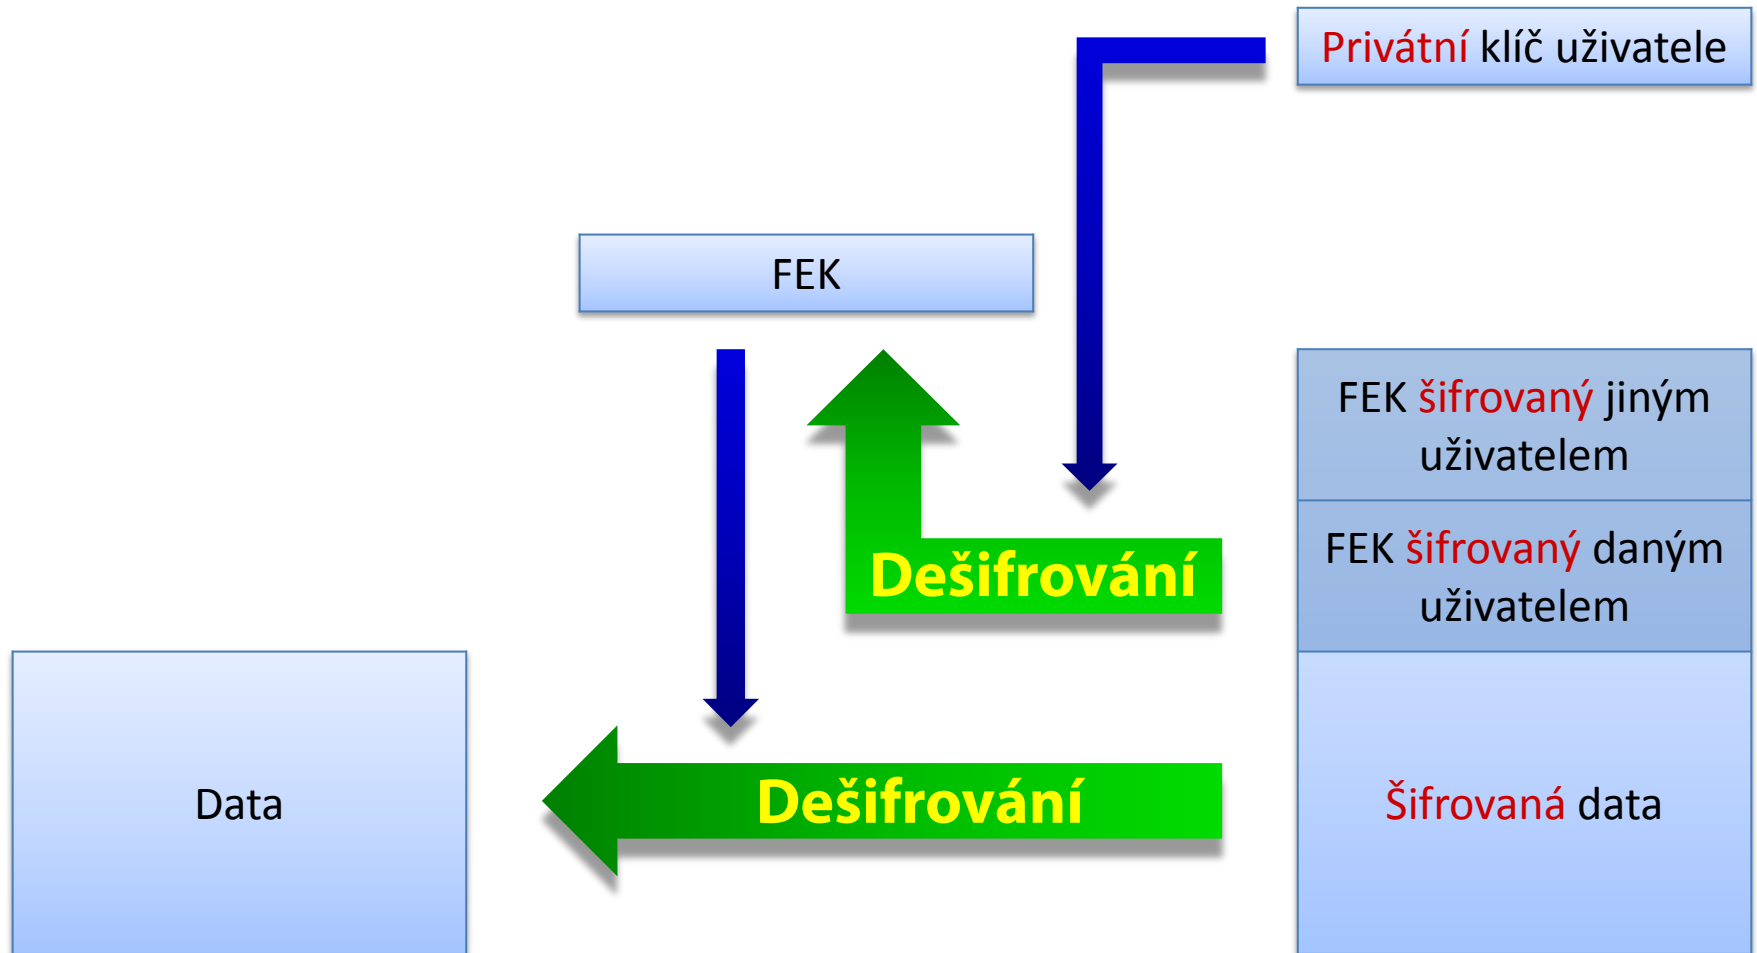 Privátní klíč uživatele
FEK
FEK šifrovaný jiným
uživatelem
FEK šifrovaný daným
uživatelem
Dešifrování
Data
Dešifrování
Šifrovaná data